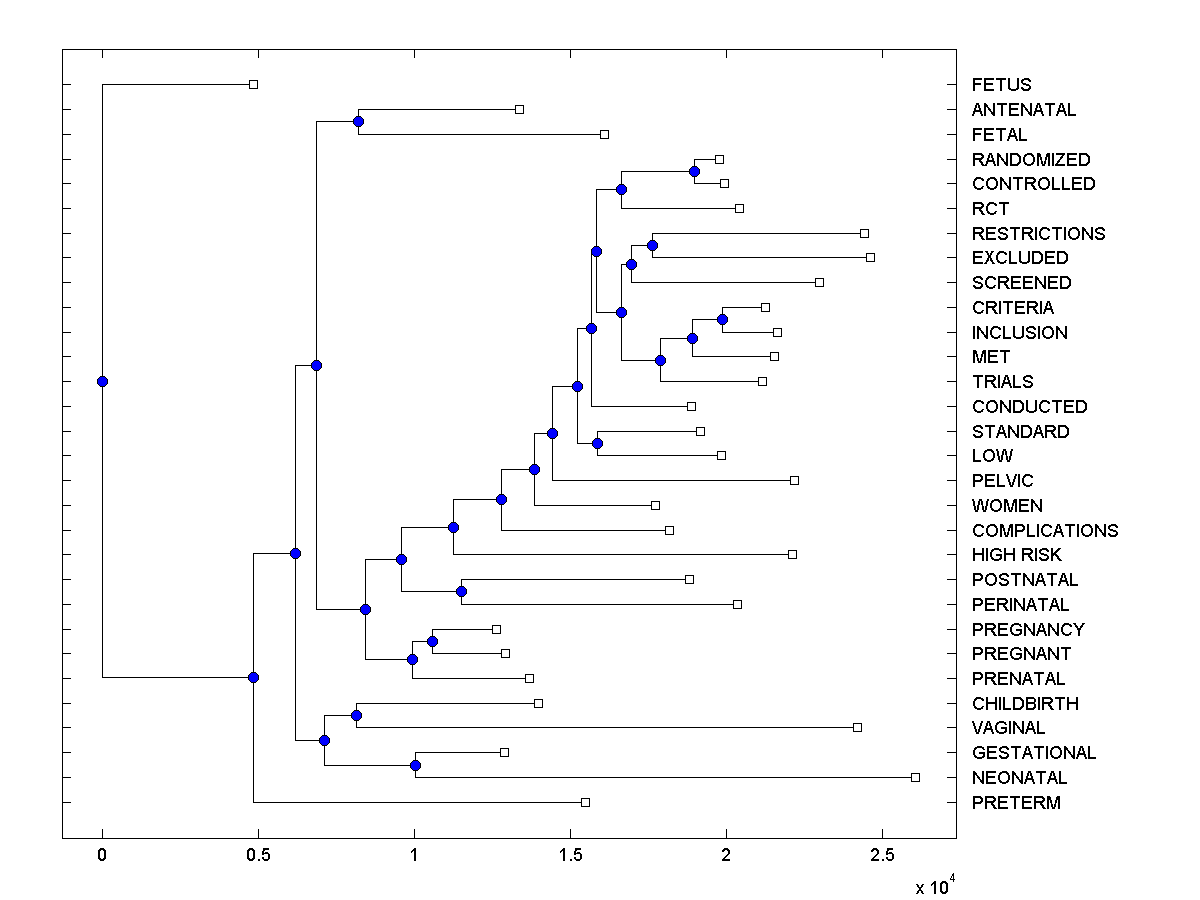 FETUS
ANTENATAL
FETAL
RANDOMIZED
CONTROLLED
RCT
RESTRICTIONS
EXCLUDED
SCREENED
CRITERIA
INCLUSION
MET
TRIALS
CONDUCTED
STANDARD
LOW
PELVIC
WOMEN
COMPLICATIONS
HIGH RISK
POSTNATAL
PERINATAL
PREGNANCY
PREGNANT
PRENATAL
CHILDBIRTH
VAGINAL
GESTATIONAL
NEONATAL
PRETERM
0 0.5 1 1.5 2 2.5
x 10^4